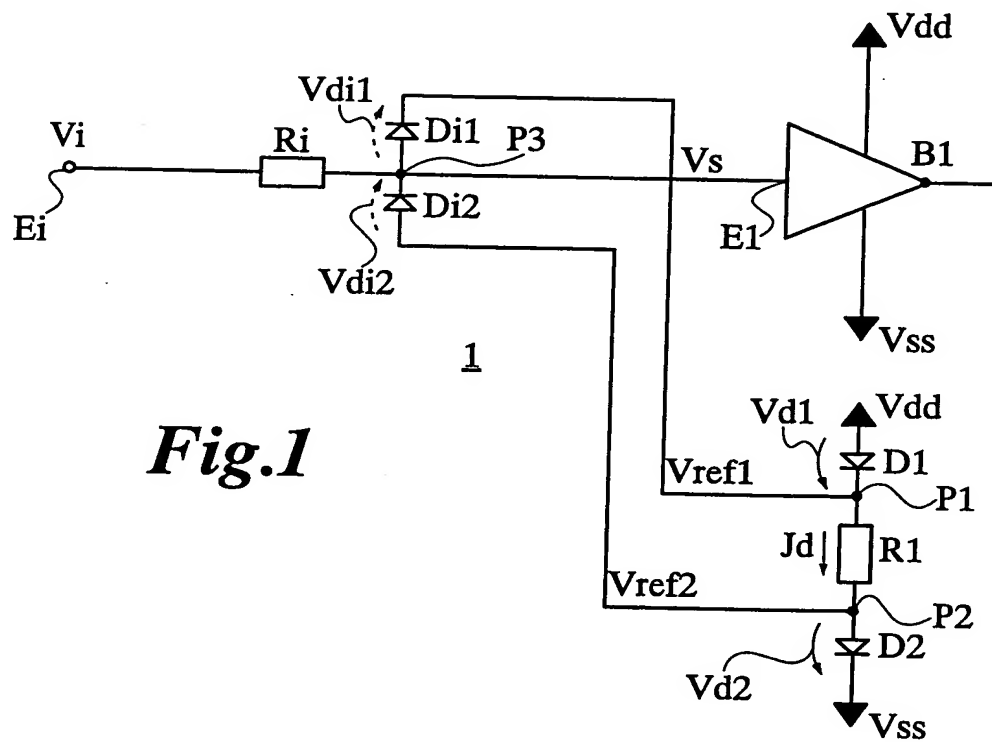 Vdd
Vdi1
Di1
P3
Vi
Ri
Vs
B1
Ei
Di2
E1
Vdi2
Vss
1
Vdd
Vd1
Fig.1
D1
Vref1
P1
Jd
R1
Vref2
P2
D2
Vd2
Vss